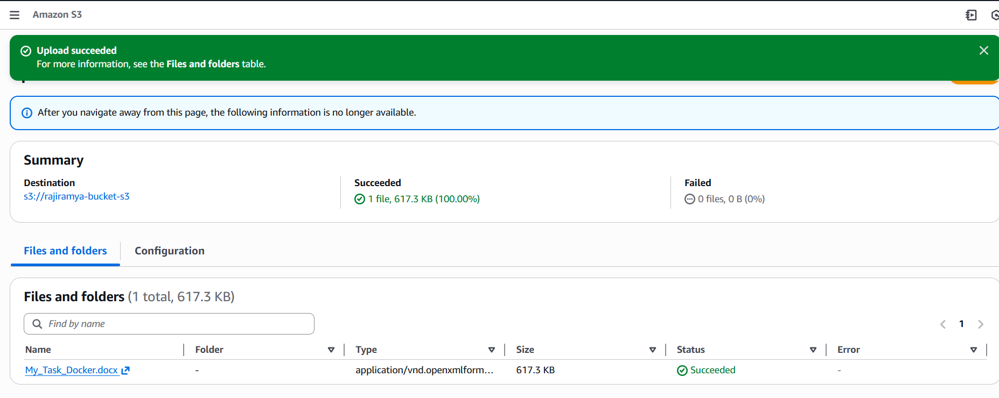 Amazon S3
Upload succeeded
For more information, see the Files and folders table.
After you navigate away from this page, the following information is no longer available.
Summary
Destination
s3://rajiramya-bucket-s3
Succeeded
1 file, 617.3 KB (100.00%)
Failed
0 files, 0 B (0%)
Files and folders
Configuration
Files and folders (1 total, 617.3 KB)
Find by name
1
Name Folder Type Size Status Error
My_Task_Docker.docx - application/vnd.openxmlform... 617.3 KB Succeeded -